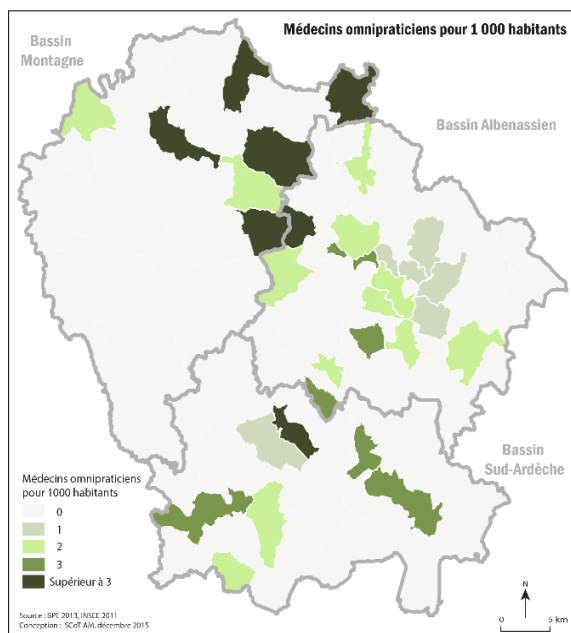 Médecins omnipraticiens pour 1 000 habitants
Bassin
Montagne
Bassin Albenassien
Bassin
Sud-Ardèche
Médecins omnipraticiens
pour 1000 habitants
0
1
2
3
Supérieur à 3
Source : BPE 2013, INSEE 2011
Conception : SCoT AM, décembre 2015
N
0 5 km